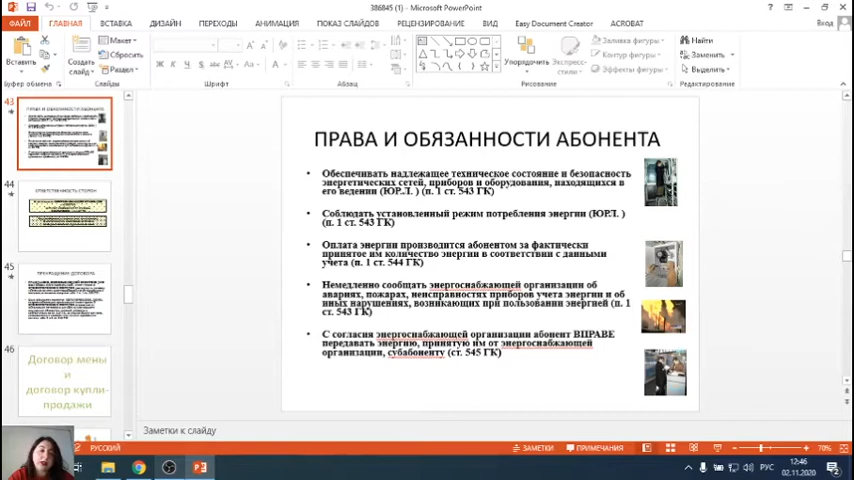 386845 (1) - Microsoft PowerPoint
Вход
ФАЙЛ ГЛАВНАЯ ВСТАВКА ДИЗАЙН ПЕРЕХОДЫ АНИМАЦИЯ ПОКАЗ СЛАЙДОВ РЕЦЕНЗИРОВАНИЕ ВИД Easy Document Creator ACROBAT
Вставить
Создать слайд
Макет
Сбросить
Раздел
Упорядочить
Экспресс-стили
Заливка фигуры
Контур фигуры
Эффекты фигуры
Найти
Заменить
Выделить
Буфер обмена Слайды Шрифт Абзац Рисование Редактирование
43
ПРАВА И ОБЯЗАННОСТИ АБОНЕНТА
44
ОТВЕТСТВЕННОСТЬ СТОРОН
45
ПРЕКРАЩЕНИЕ ДОГОВОРА
46
Договор мены
и
договор купли-
продажи
ПРАВА И ОБЯЗАННОСТИ АБОНЕНТА
• Обеспечивать надлежащее техническое состояние и безопасность
энергетических сетей, приборов и оборудования, находящихся в
его ведении (ЮР.Л. ) (п. 1 ст. 543 ГК)
• Соблюдать установленный режим потребления энергии (ЮР.Л. )
(п. 1 ст. 543 ГК)
• Оплата энергии производится абонентом за фактически
принятое им количество энергии в соответствии с данными
учета (п. 1 ст. 544 ГК)
• Немедленно сообщать энергоснабжающей организации об
авариях, пожарах, неисправностях приборов учета энергии и об
иных нарушениях, возникающих при пользовании энергией (п. 1
ст. 543 ГК)
• С согласия энергоснабжающей организации абонент ВПРАВЕ
передавать энергию, принятую им от энергоснабжающей
организации, субабоненту (ст. 545 ГК)
Заметки к слайду
РУССКИЙ
ЗАМЕТКИ ПРИМЕЧАНИЯ 78%
РУС
12:46
02.11.2020